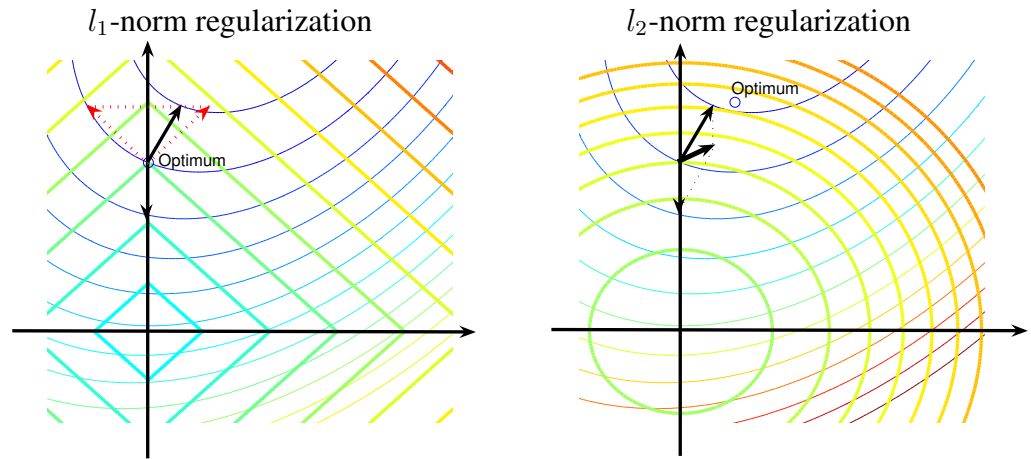 l₁-norm regularization
l₂-norm regularization
Optimum
Optimum